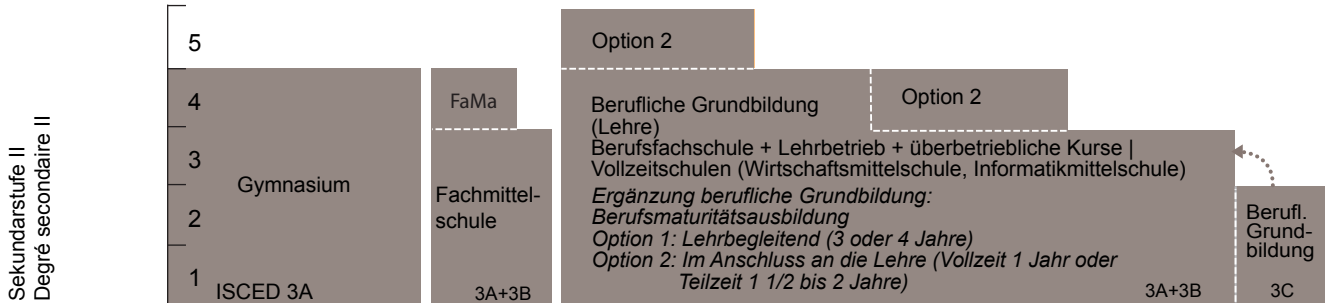 Sekundarstufe II
Degré secondaire II
5
4
3
2
1
Gymnasium
ISCED 3A
FaMa
Fachmittel-
schule
3A+3B
Option 2
Option 2
Berufliche Grundbildung
(Lehre)
Berufsfachschule + Lehrbetrieb + überbetriebliche Kurse |
Vollzeitschulen (Wirtschaftsmittelschule, Informatikmittelschule)
Ergänzung berufliche Grundbildung:
Berufsmaturitätsausbildung
Option 1: Lehrbegleitend (3 oder 4 Jahre)
Option 2: Im Anschluss an die Lehre (Vollzeit 1 Jahr oder
Teilzeit 1 1/2 bis 2 Jahre)
3A+3B
Berufl.
Grund-
bildung
3C